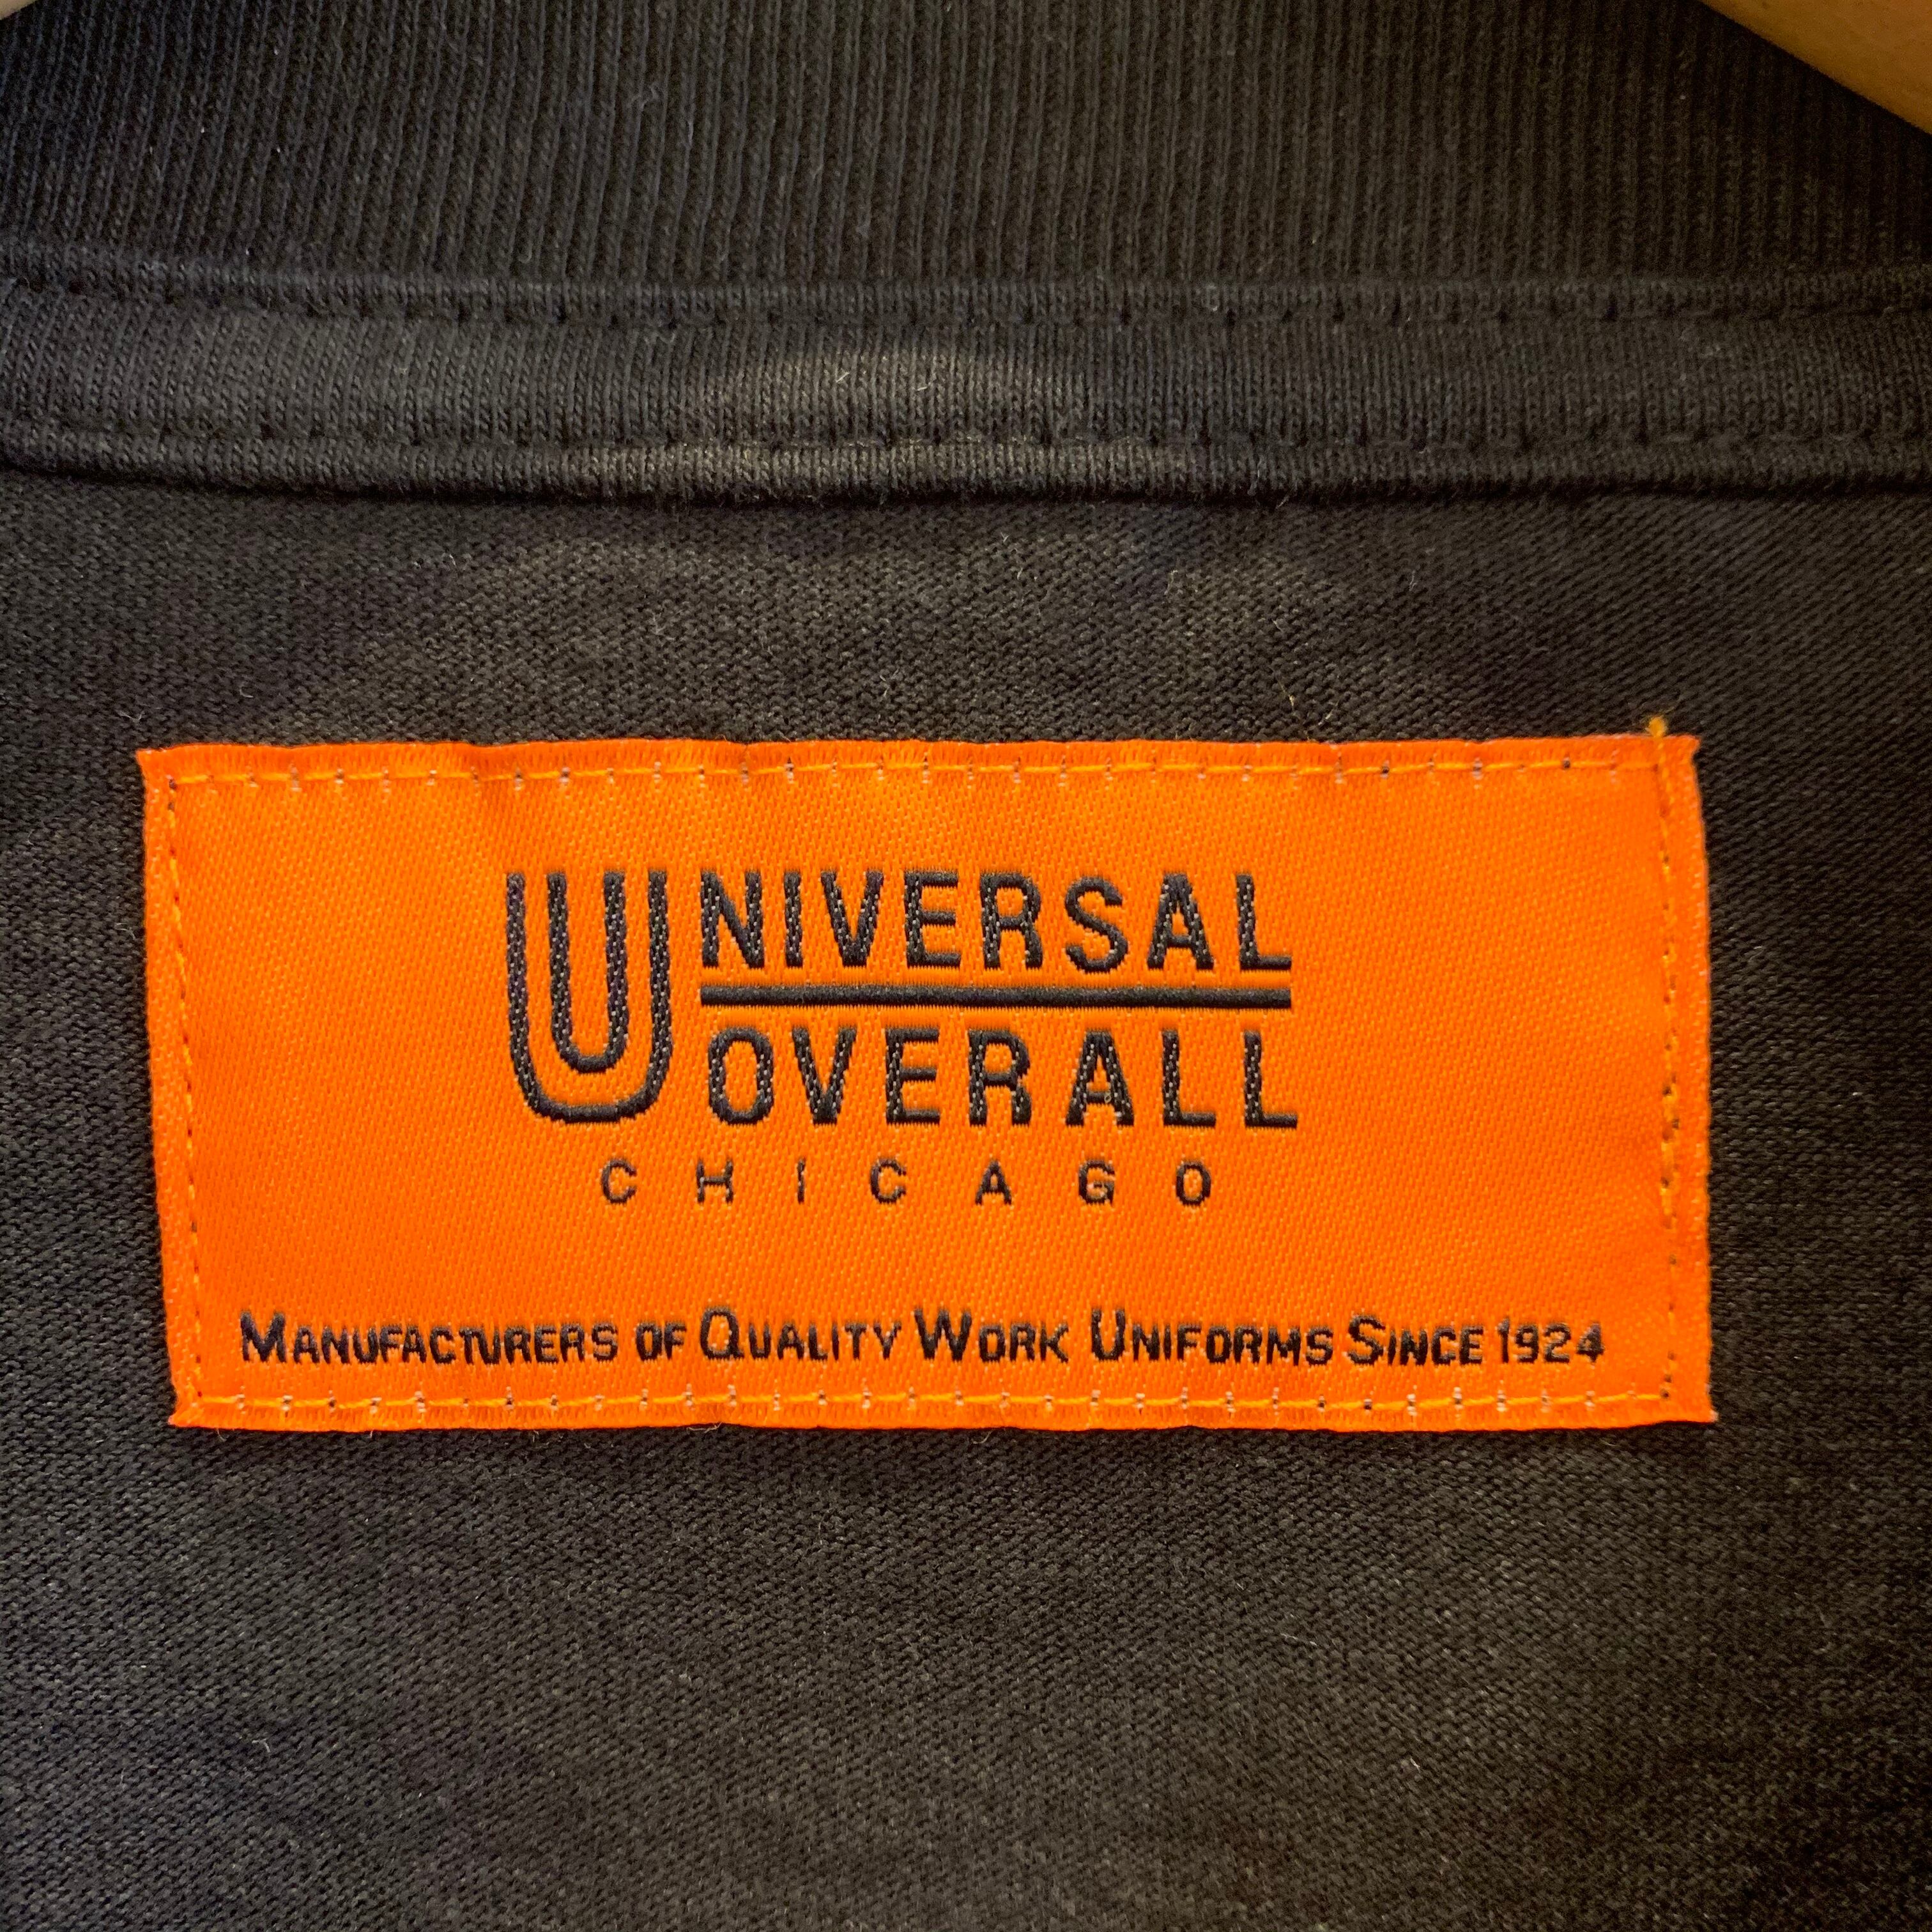 UNIVERSAL
OVERALL
CHICAGO
MANUFACTURERS OF QUALITY WORK UNIFORMS SINCE 1924